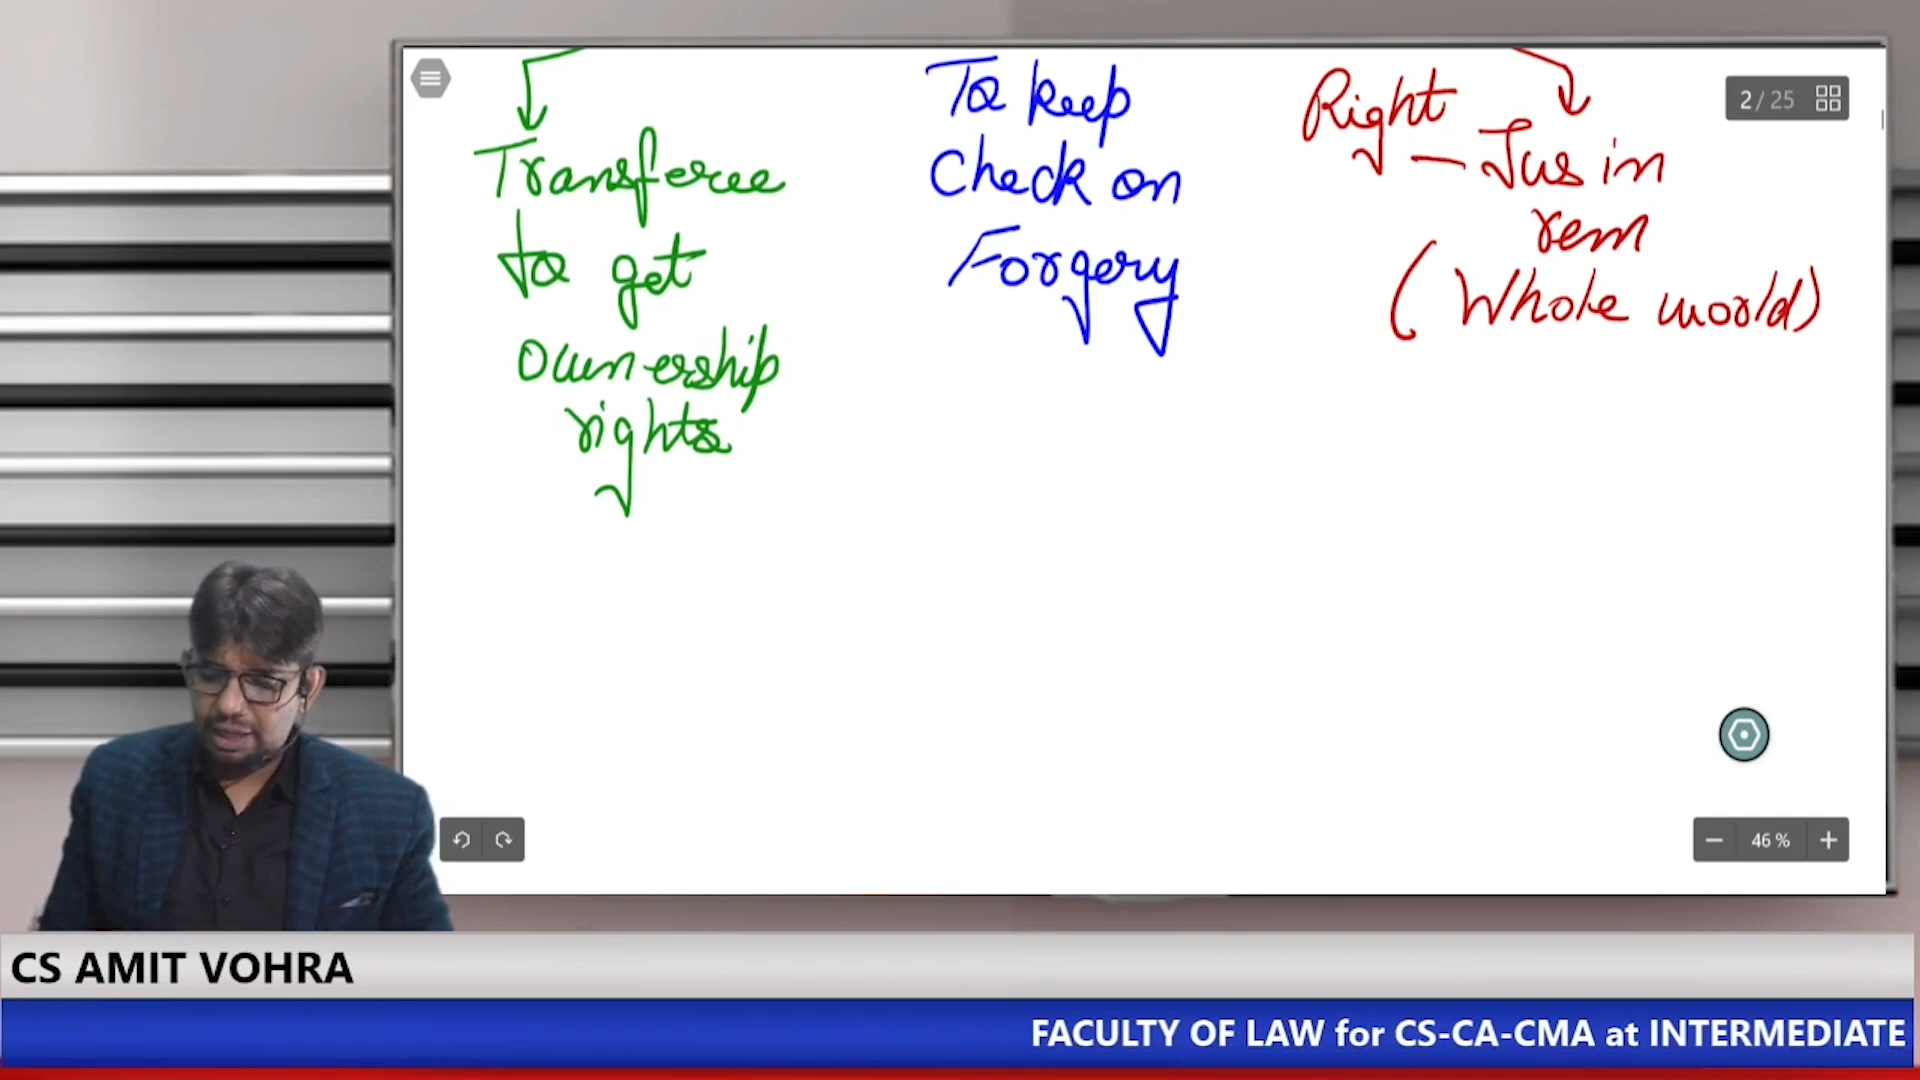 Transferee
to get
Ownership
rights
To keep
Check on
Forgery
Right
– Jus in
rem
(Whole world)
2 / 25
46 %
CS AMIT VOHRA
FACULTY OF LAW for CS-CA-CMA at INTERMEDIATE